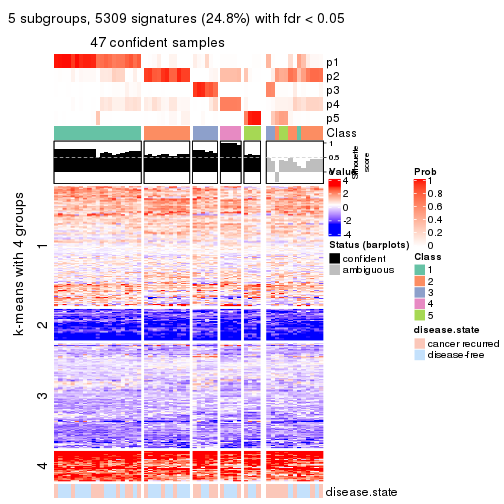 5 subgroups, 5309 signatures (24.8%) with fdr < 0.05
47 confident samples
p1
p2
p3
p4
p5
Class
1
0.5
0
Silhouette
score
k-means with 4 groups
1
2
3
4
disease.state
Value
4
2
0
-2
-4
Status (barplots)
confident
ambiguous
Prob
1
0.8
0.6
0.4
0.2
0
Class
1
2
3
4
5
disease.state
cancer recurred
disease-free